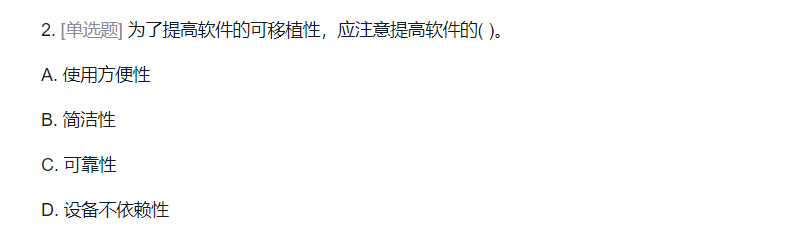 2. [单选题] 为了提高软件的可移植性，应注意提高软件的( )。
A. 使用方便性
B. 简洁性
C. 可靠性
D. 设备不依赖性